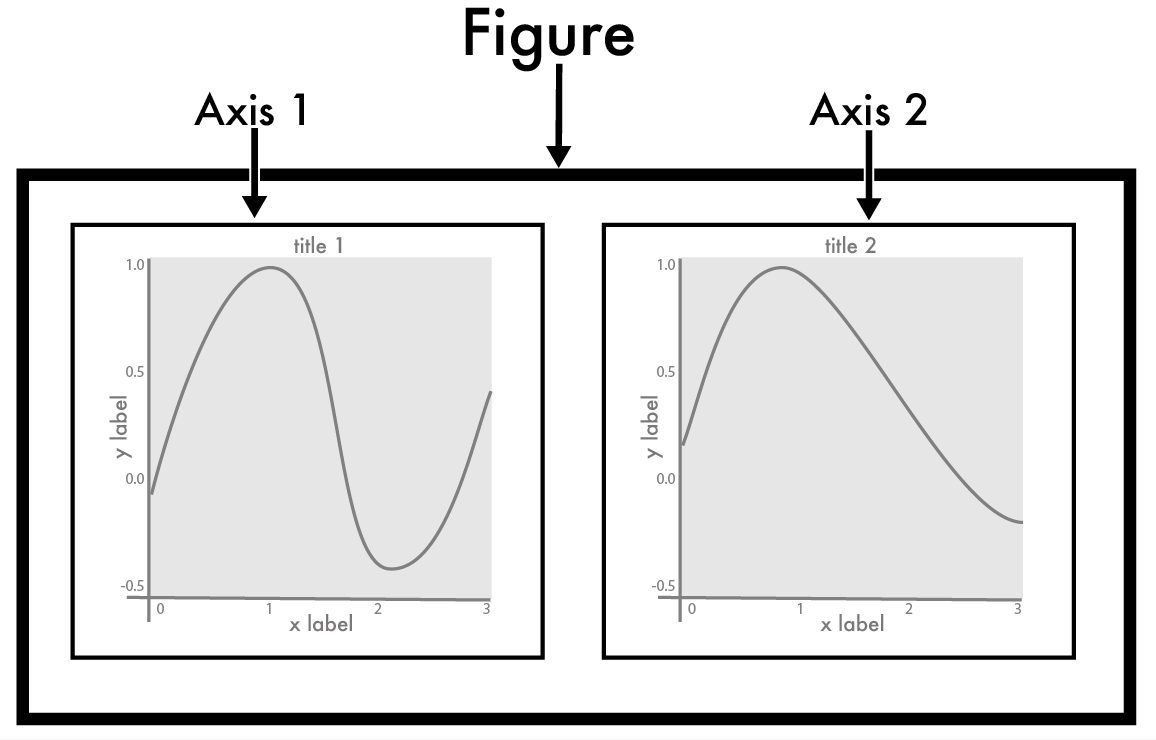 Figure
Axis 1
Axis 2
title 1
1.0
0.5
y label
0.0
-0.5
0 1 2 3
x label
title 2
1.0
0.5
y label
0.0
-0.5
0 1 2 3
x label